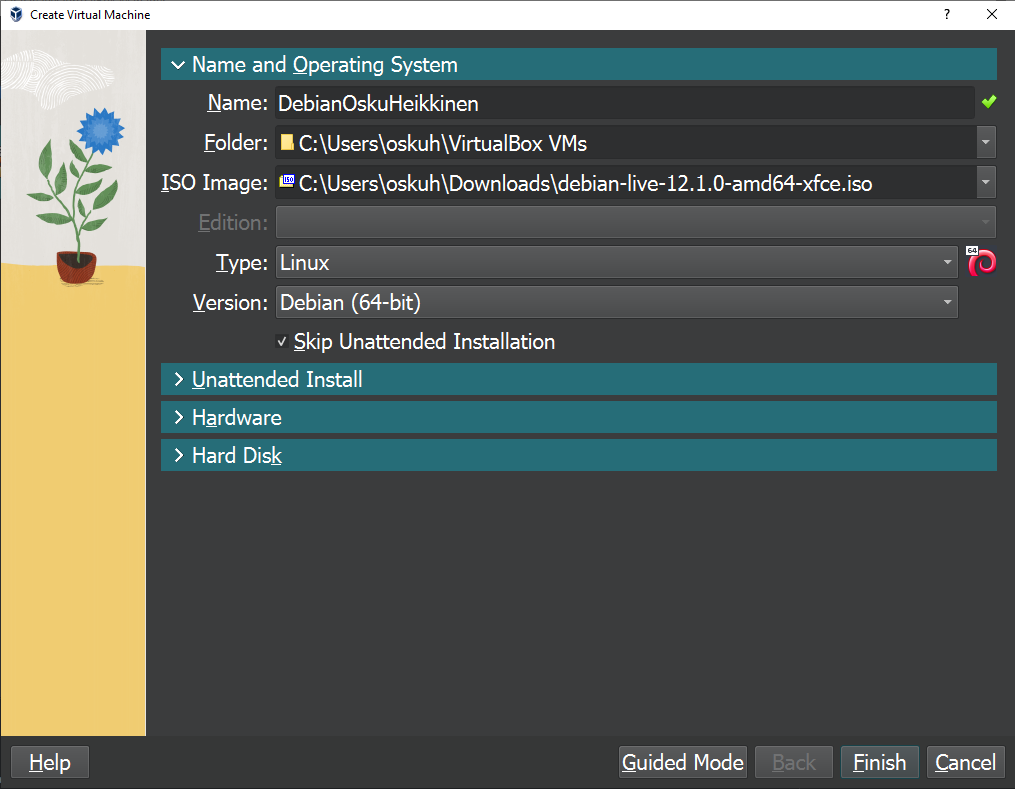 Create Virtual Machine
?
Name and Operating System
Name: DebianOskuHeikkinen
Folder: C:\Users\oskuh\VirtualBox VMs
ISO Image: ISO C:\Users\oskuh\Downloads\debian-live-12.1.0-amd64-xfce.iso
Edition:
Type: Linux 64
Version: Debian (64-bit)
Skip Unattended Installation
Unattended Install
Hardware
Hard Disk
Help Guided Mode Back Finish Cancel